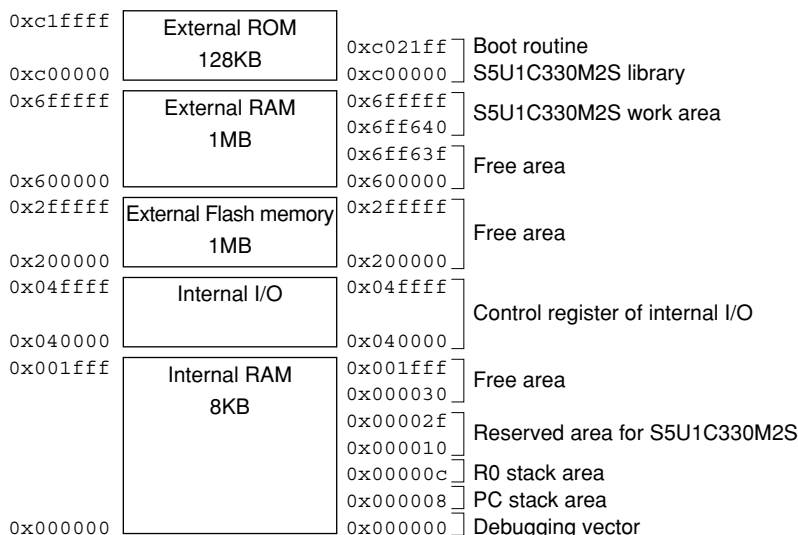 0xc1ffff External ROM
128KB 0xc021ff Boot routine
0xc00000 0xc00000 S5U1C330M2S library
0x6fffff External RAM 0x6fffff
1MB 0x6ff640 S5U1C330M2S work area
0x6ff63f
0x600000 0x600000 Free area
0x2fffff External Flash memory 0x2fffff
1MB Free area
0x200000 0x200000
0x04ffff Internal I/O 0x04ffff
Control register of internal I/O
0x040000 0x040000
0x001fff Internal RAM 0x001fff
8KB 0x000030 Free area
0x00002f
0x000010 Reserved area for S5U1C330M2S
0x00000c R0 stack area
0x000008 PC stack area
0x000000 0x000000 Debugging vector